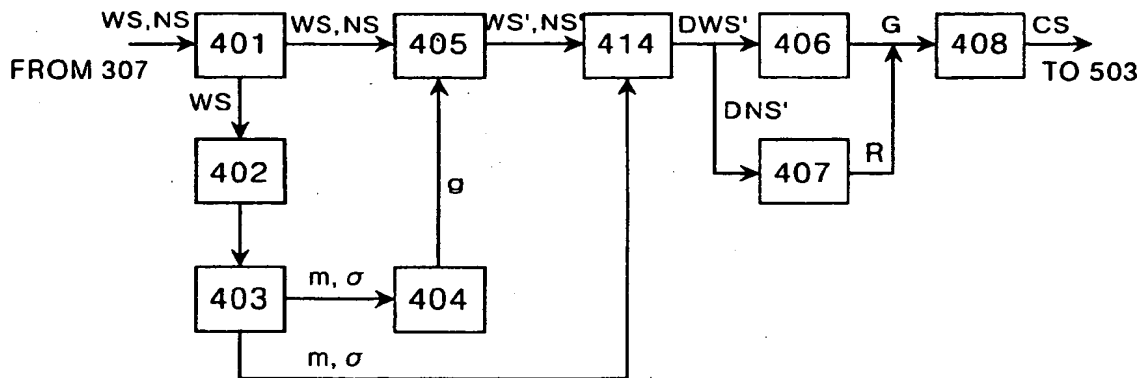 WS,NS
401
WS,NS
405
WS',NS'
414
DWS'
406
G
408
CS
FROM 307
TO 503
WS
DNS'
402
407
R
g
403
m, σ
404
m, σ